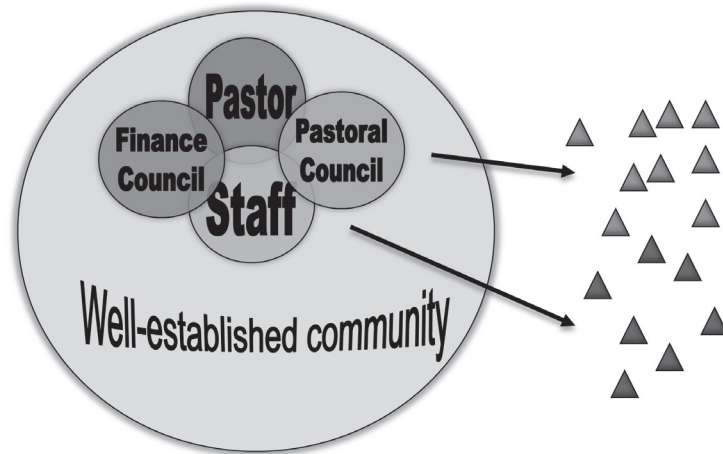 Pastor
Finance
Council
Pastoral
Council
Staff
Well-established community